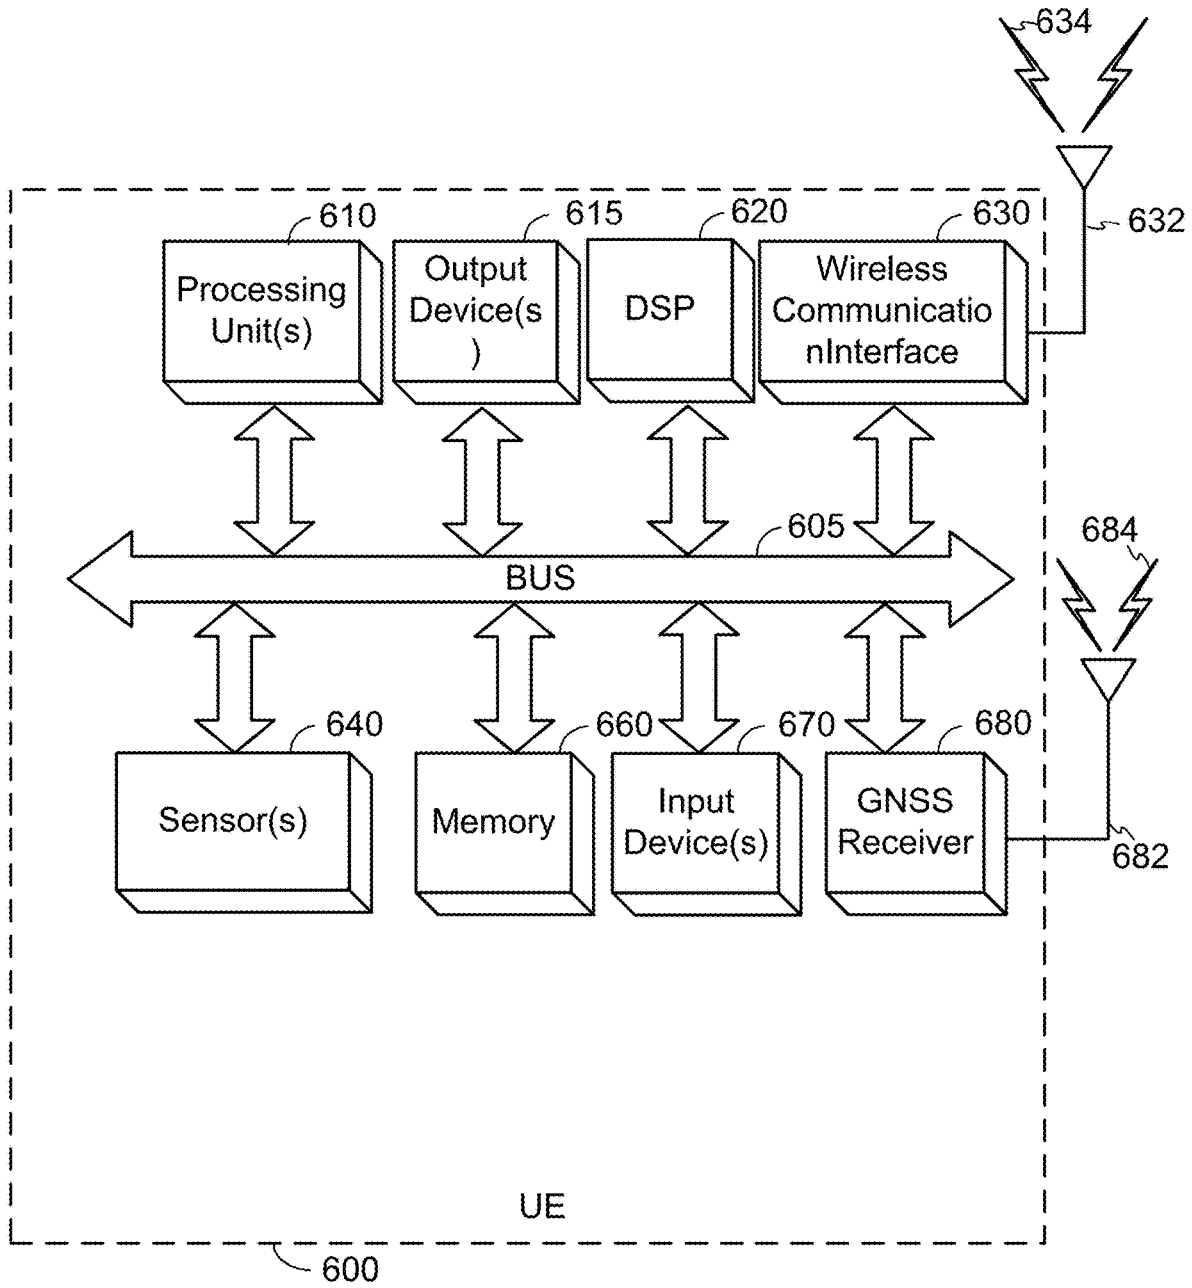 634
610
615
620
630
632
Processing
Unit(s)
Output
Device(s
)
DSP
Wireless
Communicatio
nInterface
605
BUS
684
640
660
670
680
Sensor(s)
Memory
Input
Device(s)
GNSS
Receiver
682
UE
600